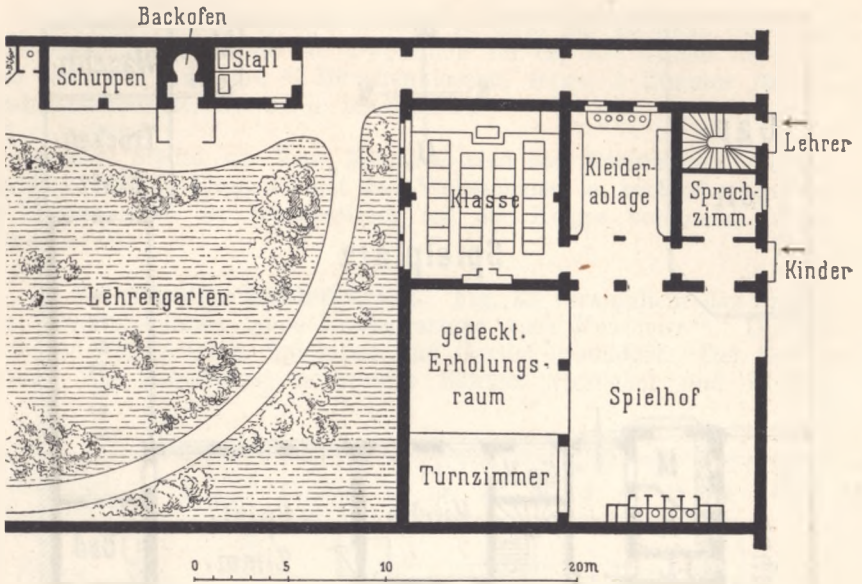 Backofen
Schuppen
Stall
Lehrer
Klasse
Kleider-
ablage
Sprech-
zimm.
Kinder
Lehrergarten
gedeckt.
Erholungs-
raum
Spielhof
Turnzimmer
0 5 10 20m